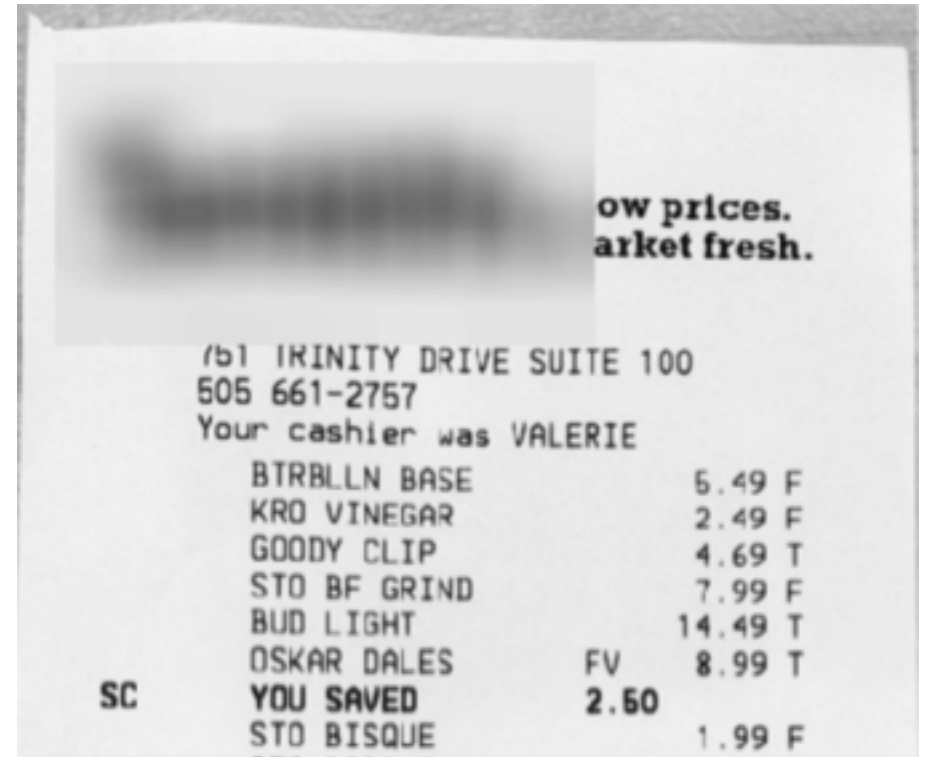 ow prices.
arket fresh.
751 TRINITY DRIVE SUITE 100
505 661-2757
Your cashier was VALERIE
BTRBLLN BASE 5.49 F
KRO VINEGAR 2.49 F
GOODY CLIP 4.69 T
STO BF GRIND 7.99 F
BUD LIGHT 14.49 T
OSKAR DALES FV 8.99 T
SC YOU SAVED 2.50
STO BISQUE 1.99 F